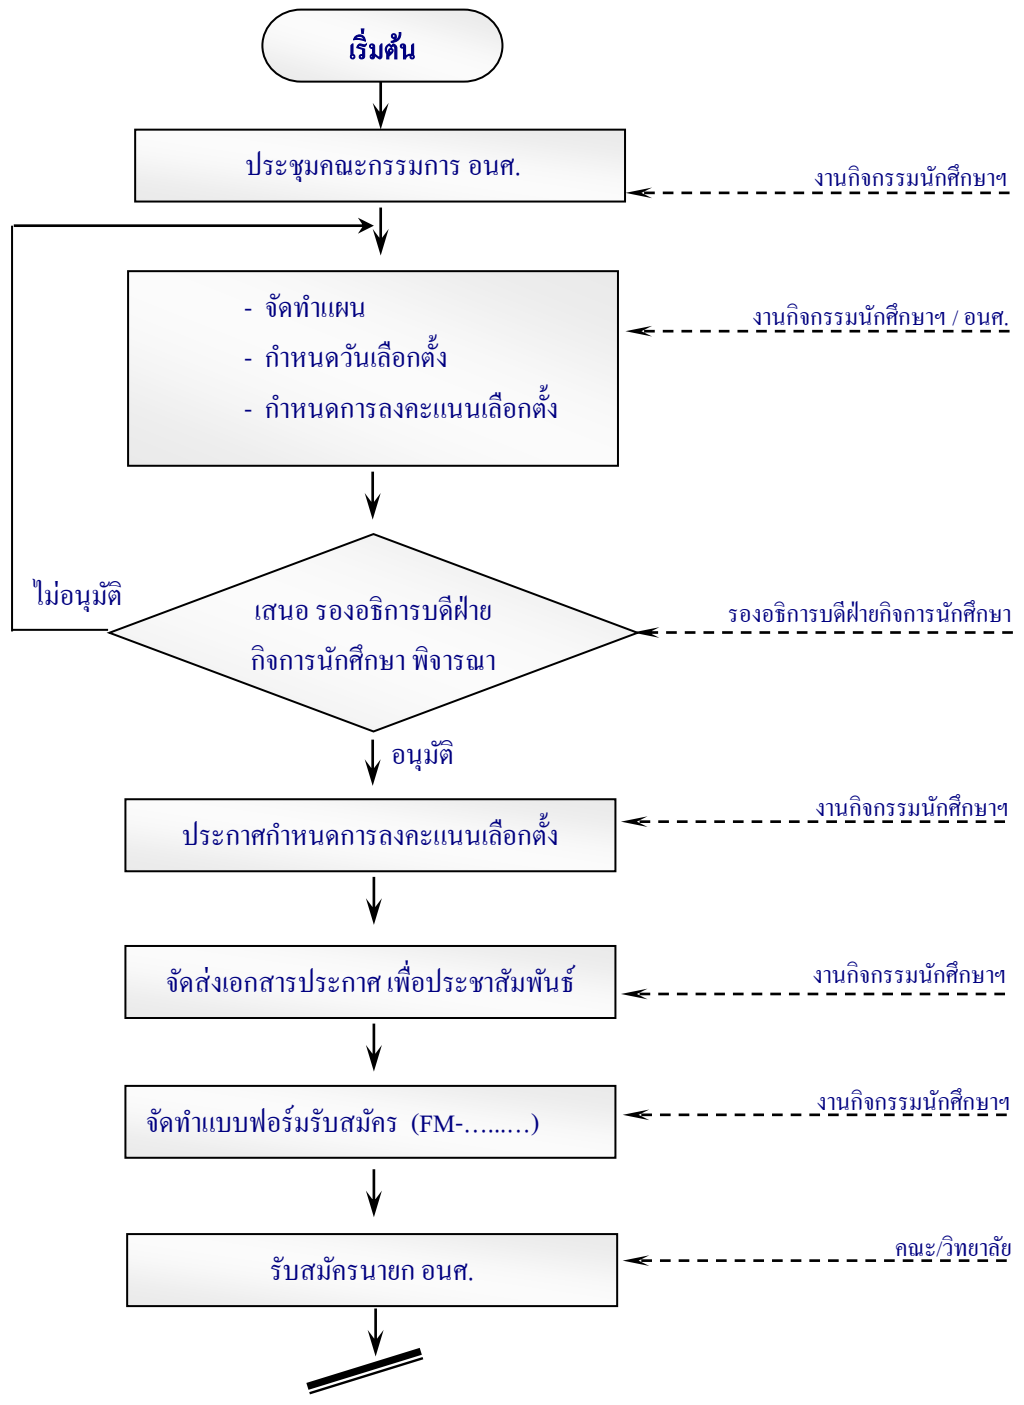 เริ่มต้น
ประชุมคณะกรรมการ อนศ.
งานกิจกรรมนักศึกษาฯ
- จัดทำแผน
งานกิจกรรมนักศึกษาฯ / อนศ.
- กำหนดวันเลือกตั้ง
- กำหนดการลงคะแนนเลือกตั้ง
ไม่อนุมัติ
เสนอ รองอธิการบดีฝ่าย
กิจการนักศึกษา พิจารณา
รองอธิการบดีฝ่ายกิจการนักศึกษา
อนุมัติ
ประกาศกำหนดการลงคะแนนเลือกตั้ง
งานกิจกรรมนักศึกษาฯ
จัดส่งเอกสารประกาศ เพื่อประชาสัมพันธ์
งานกิจกรรมนักศึกษาฯ
จัดทำแบบฟอร์มรับสมัคร (FM-…...…)
งานกิจกรรมนักศึกษาฯ
รับสมัครนายก อนศ.
คณะ/วิทยาลัย